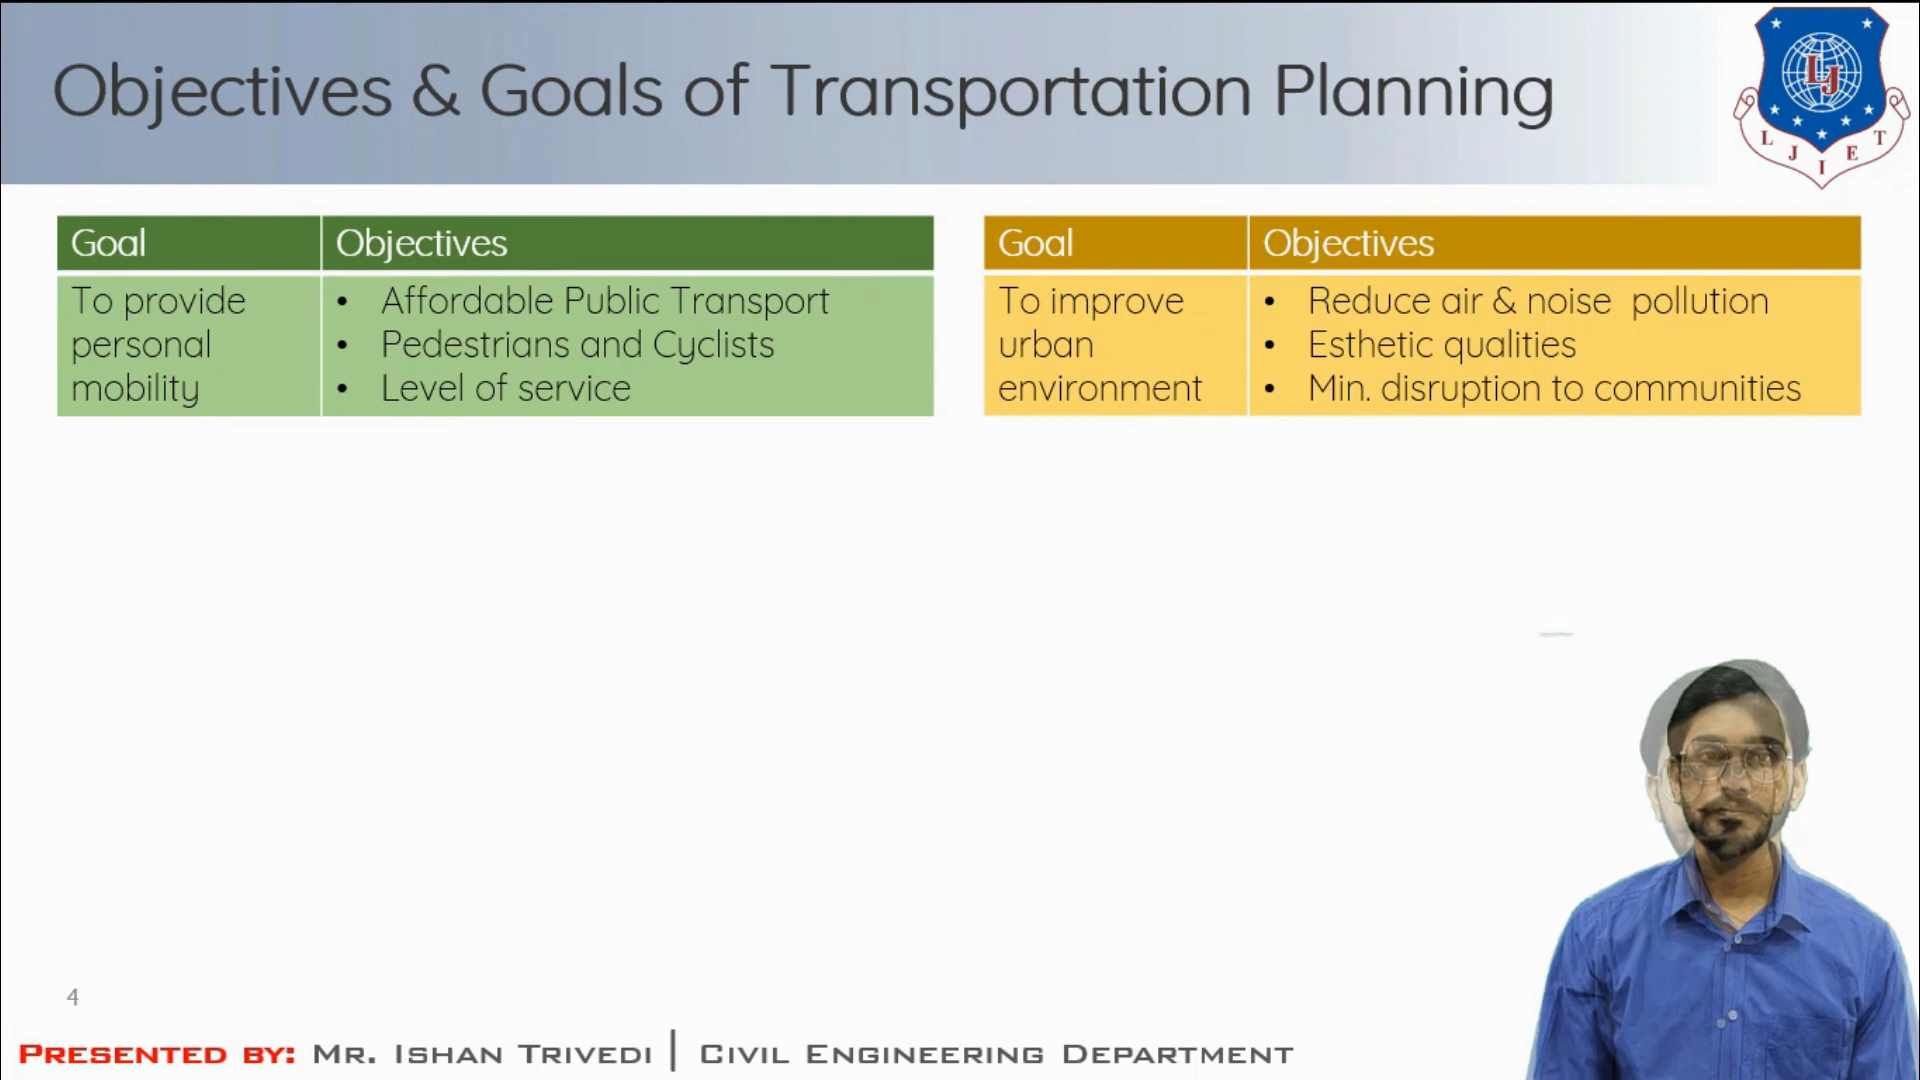 Objectives & Goals of Transportation Planning
LJ
L J I E T
Goal Objectives
To provide
personal
mobility
• Affordable Public Transport
• Pedestrians and Cyclists
• Level of service
Goal Objectives
To improve
urban
environment
• Reduce air & noise pollution
• Esthetic qualities
• Min. disruption to communities
4
PRESENTED BY: MR. ISHAN TRIVEDI | CIVIL ENGINEERING DEPARTMENT